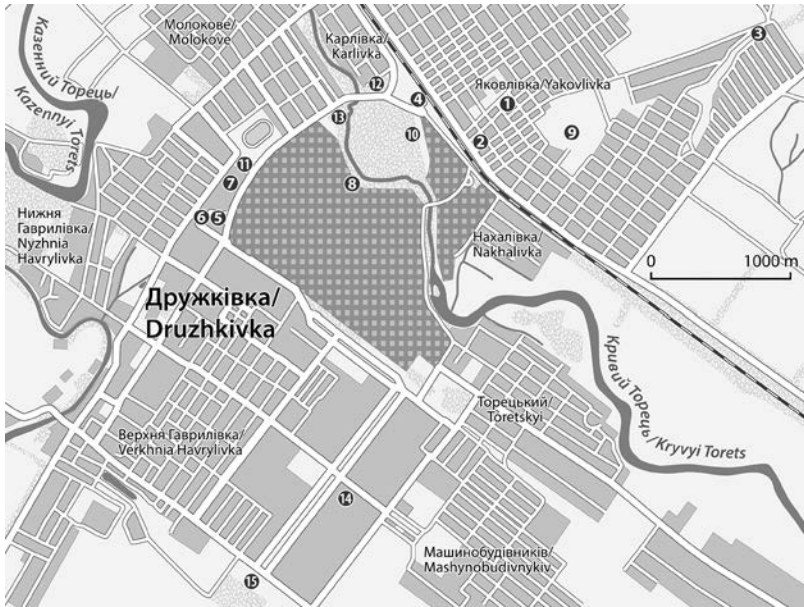 Молокове/
Molokove
Карлівка/
Karlivka
3
Казенний Торець/
Kazennyi Torets
12
Яковлівка/Yakovlivka
4
1
13
10
2
9
11
7
8
6
5
Нижня
Гаврилівка/
Nyzhnia
Havrylivka
Нахалівка/
Nakhalivka
0
1000 m
Дружківка/
Druzhkivka
Кривий Торець/Kryvyi Torets
Торецький/
Toretskyi
Верхня Гаврилівка/
Verkhnia Havrylivka
14
Машинобудівників/
Mashynobudivnykiv
15